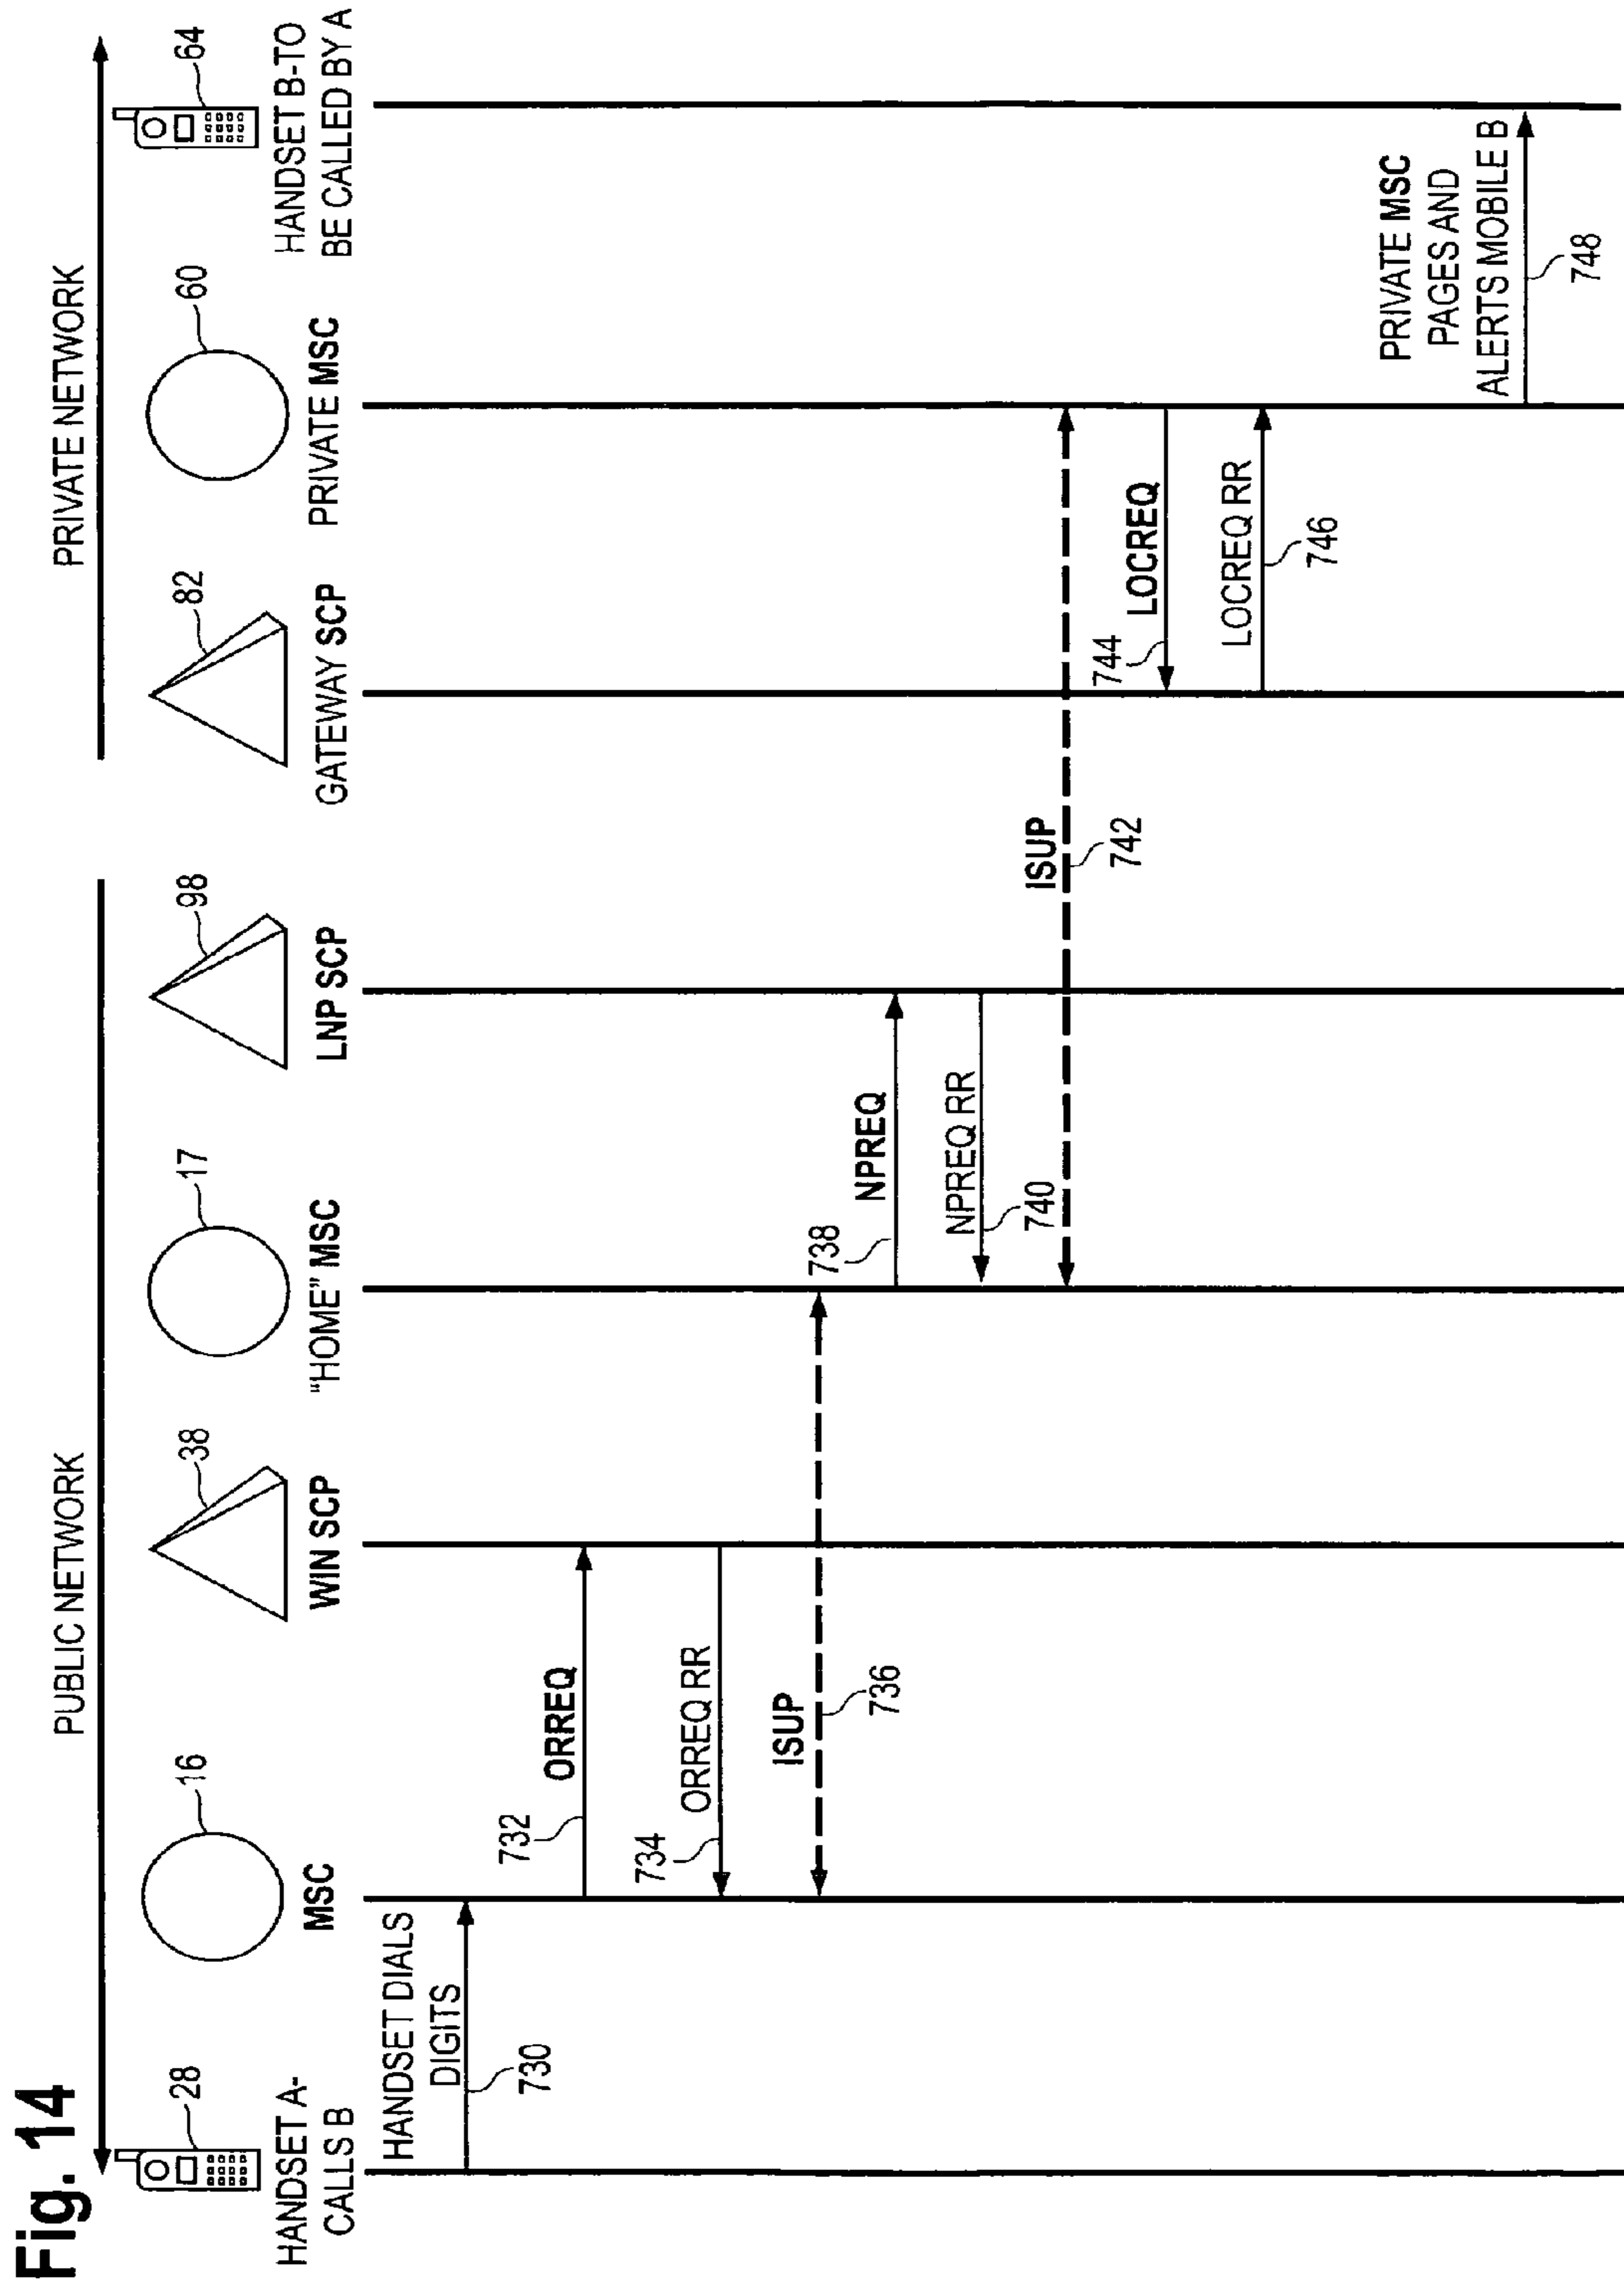 Fig. 14
PUBLIC NETWORK
PRIVATE NETWORK
28
16
38
17
98
82
60
64
HANDSET A-
CALLS B
MSC
WIN SCP
"HOME" MSC
LNP SCP
GATEWAY SCP
PRIVATE MSC
HANDSET B-TO
BE CALLED BY A
HANDSET DIALS
DIGITS
730
732
ORREQ
734
ORREQ RR
ISUP
736
738
NPREQ
NPREQ RR
740
ISUP
742
744
LOCREQ
LOCREQ RR
746
PRIVATE MSC
PAGES AND
ALERTS MOBILE B
748